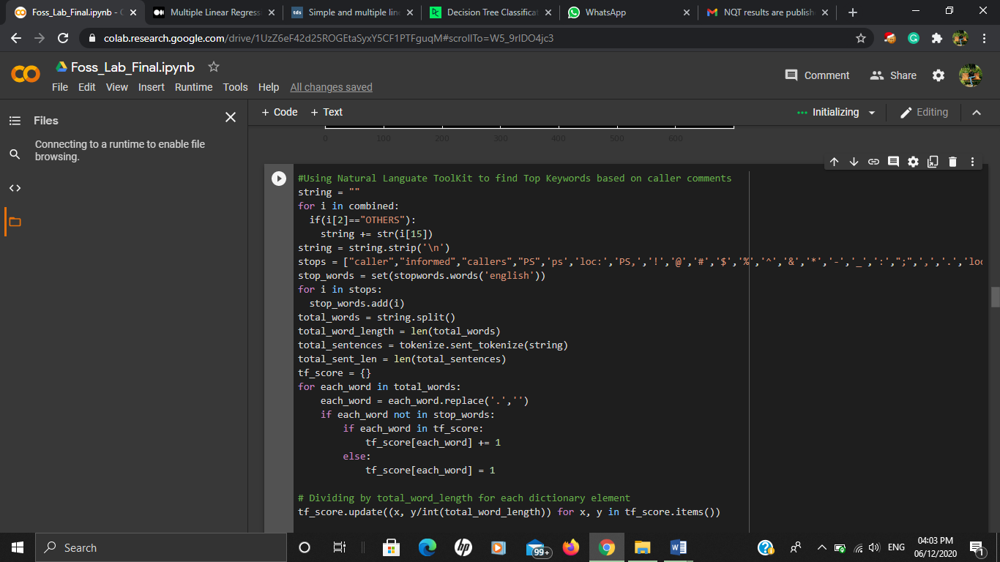 Foss_Lab_Final.ipynb - C
Multiple Linear Regress
tds
Simple and multiple line
Decision Tree Classificat
WhatsApp
NQT results are publish
colab.research.google.com/drive/1UzZ6eF42d25ROGEtaSyxY5CF1PTFguqM#scrollTo=W5_9rIDO4jc3
Foss_Lab_Final.ipynb
Comment
Share
File Edit View Insert Runtime Tools Help All changes saved
Files
Connecting to a runtime to enable file
browsing.
+ Code + Text
Initializing
Editing
0 100 200 300 400 500 600
#Using Natural Languate ToolKit to find Top Keywords based on caller comments
string = ""
for i in combined:
  if(i[2]=="OTHERS"):
    string += str(i[15])
string = string.strip('\n')
stops = ["caller","informed","callers","PS",'ps','loc:','PS,','!','@','#','$','%','^','&','*','-','_',':',";",',','.','loc
stop_words = set(stopwords.words('english'))
for i in stops:
  stop_words.add(i)
total_words = string.split()
total_word_length = len(total_words)
total_sentences = tokenize.sent_tokenize(string)
total_sent_len = len(total_sentences)
tf_score = {}
for each_word in total_words:
    each_word = each_word.replace('.','')
    if each_word not in stop_words:
        if each_word in tf_score:
            tf_score[each_word] += 1
        else:
            tf_score[each_word] = 1
# Dividing by total_word_length for each dictionary element
tf_score.update((x, y/int(total_word_length)) for x, y in tf_score.items())
Search
hp
99+
ENG
04:03 PM
06/12/2020
1